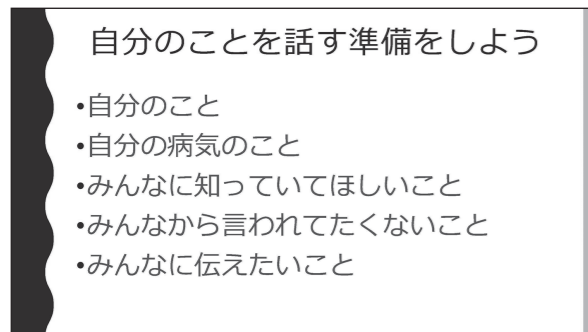 自分のことを話す準備をしよう
•自分のこと
•自分の病気のこと
•みんなに知っていてほしいこと
•みんなから言われてたくないこと
•みんなに伝えたいこと